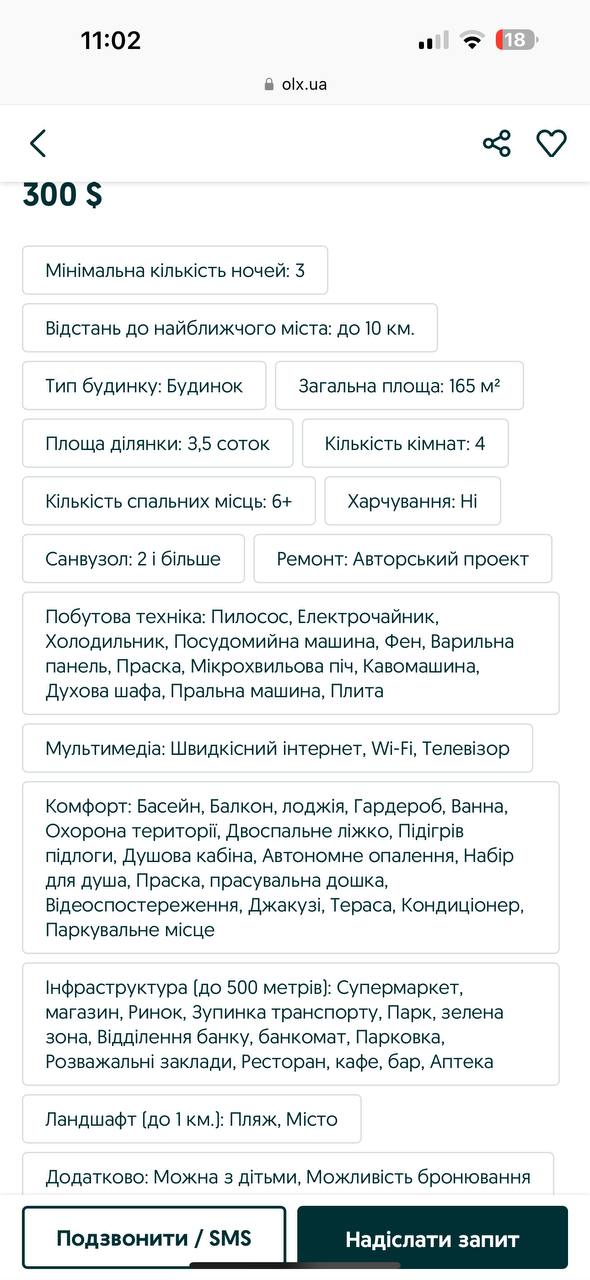 11:02
18
olx.ua
300 $
Мінімальна кількість ночей: 3
Відстань до найближчого міста: до 10 км.
Тип будинку: Будинок
Загальна площа: 165 м²
Площа ділянки: 3,5 соток
Кількість кімнат: 4
Кількість спальних місць: 6+
Харчування: Ні
Санвузол: 2 і більше
Ремонт: Авторський проект
Побутова техніка: Пилосос, Електрочайник,
Холодильник, Посудомийна машина, Фен, Варильна
панель, Праска, Мікрохвильова піч, Кавомашина,
Духова шафа, Пральна машина, Плита
Мультимедіа: Швидкісний інтернет, Wi-Fi, Телевізор
Комфорт: Басейн, Балкон, лоджія, Гардероб, Ванна,
Охорона території, Двоспальне ліжко, Підігрів
підлоги, Душова кабіна, Автономне опалення, Набір
для душа, Праска, прасувальна дошка,
Відеоспостереження, Джакузі, Тераса, Кондиціонер,
Паркувальне місце
Інфраструктура (до 500 метрів): Супермаркет,
магазин, Ринок, Зупинка транспорту, Парк, зелена
зона, Відділення банку, банкомат, Парковка,
Розважальні заклади, Ресторан, кафе, бар, Аптека
Ландшафт (до 1 км.): Пляж, Місто
Додатково: Можна з дітьми, Можливість бронювання
Подзвонити / SMS
Надіслати запит